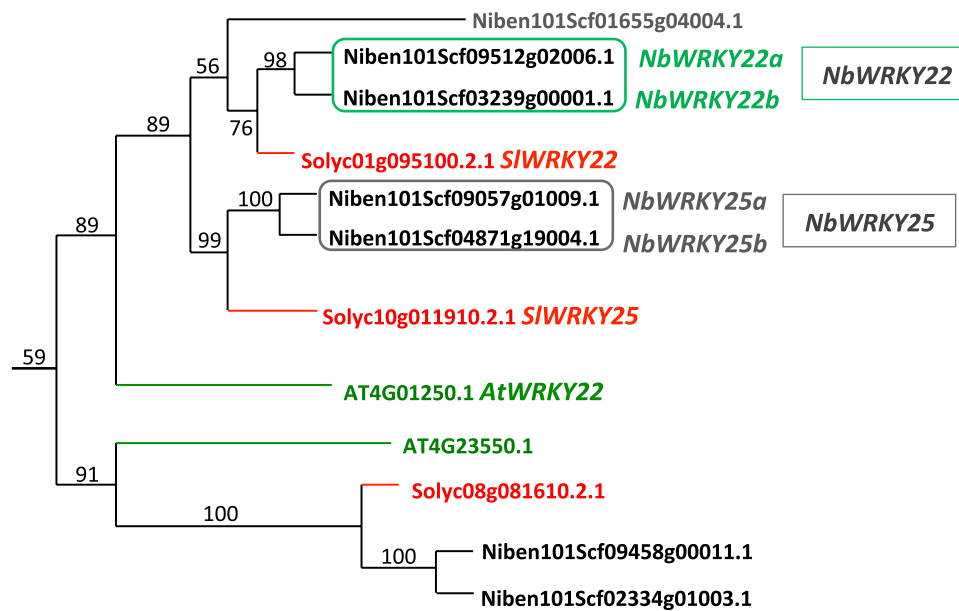 Niben101Scf01655g04004.1
56
98
Niben101Scf09512g02006.1 NbWRKY22a
NbWRKY22
Niben101Scf03239g00001.1 NbWRKY22b
89
76
Solyc01g095100.2.1 SlWRKY22
100
Niben101Scf09057g01009.1 NbWRKY25a
NbWRKY25
89
99
Niben101Scf04871g19004.1 NbWRKY25b
Solyc10g011910.2.1 SlWRKY25
59
AT4G01250.1 AtWRKY22
AT4G23550.1
91
Solyc08g081610.2.1
100
100
Niben101Scf09458g00011.1
Niben101Scf02334g01003.1